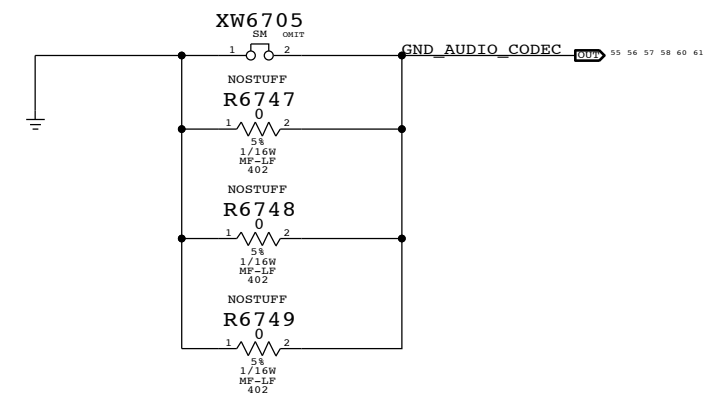 XW6705
SM OMIT
1 2 GND_AUDIO_CODEC OUT 55 56 57 58 60 61
NOSTUFF
R6747
0
1 2
5%
1/16W
MF-LF
402
NOSTUFF
R6748
0
1 2
5%
1/16W
MF-LF
402
NOSTUFF
R6749
0
1 2
5%
1/16W
MF-LF
402